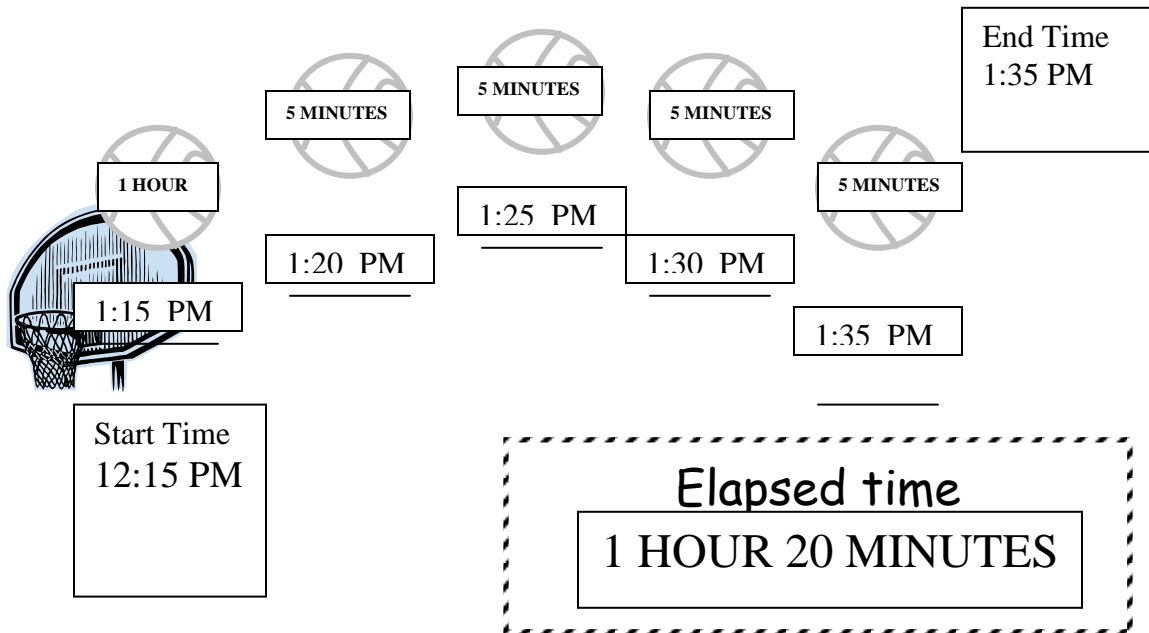 End Time
1:35 PM
5 MINUTES
5 MINUTES
5 MINUTES
1 HOUR
5 MINUTES
1:25 PM
1:20 PM
1:30 PM
1:15 PM
1:35 PM
Start Time
12:15 PM
Elapsed time
1 HOUR 20 MINUTES